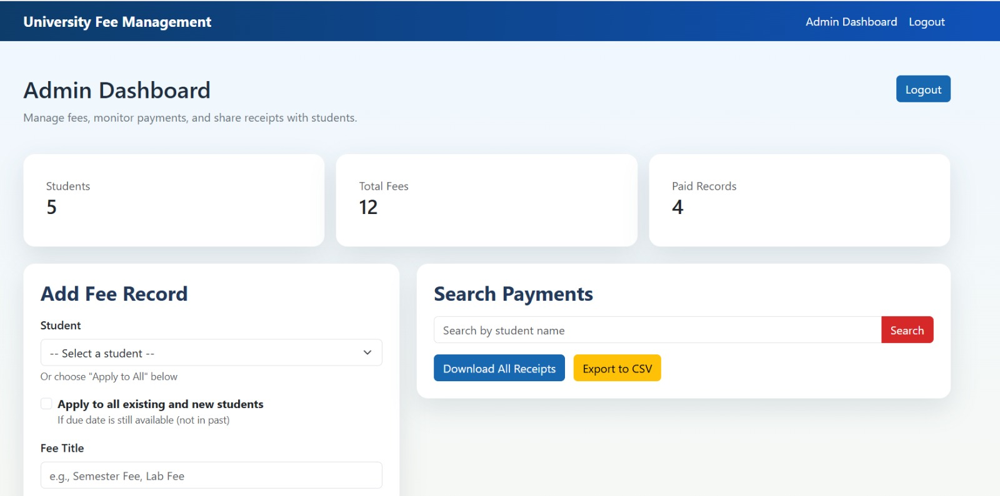 University Fee Management
Admin Dashboard
Logout
Admin Dashboard
Logout
Manage fees, monitor payments, and share receipts with students.
Students
5
Total Fees
12
Paid Records
4
Add Fee Record
Student
-- Select a student --
Or choose "Apply to All" below
Apply to all existing and new students
If due date is still available (not in past)
Fee Title
e.g., Semester Fee, Lab Fee
Search Payments
Search by student name
Search
Download All Receipts
Export to CSV